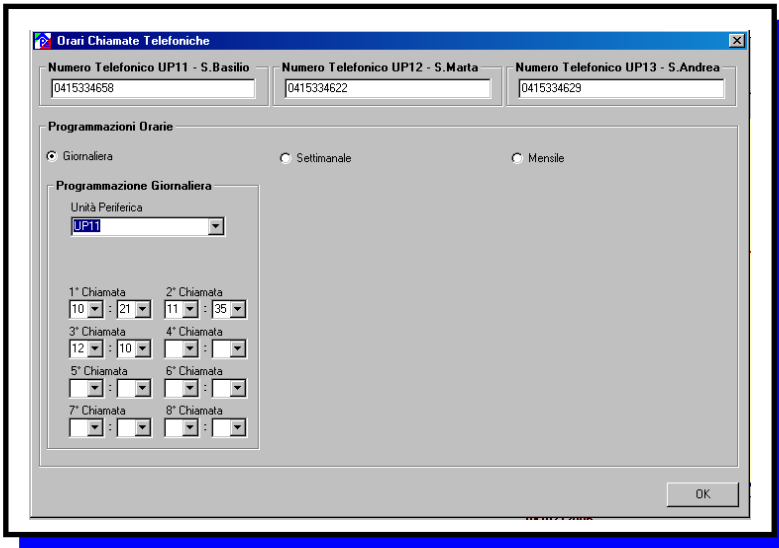 Orari Chiamate Telefoniche
Numero Telefonico UP11 - S.Basilio
Numero Telefonico UP12 - S.Marta
Numero Telefonico UP13 - S.Andrea
0415334658
0415334622
0415334629
Programmazioni Orarie
Giornaliera
Settimanale
Mensile
Programmazione Giornaliera
Unità Periferica
UP11
1° Chiamata 2° Chiamata
10 : 21 11 : 35
3° Chiamata 4° Chiamata
12 : 10 :
5° Chiamata 6° Chiamata
: :
7° Chiamata 8° Chiamata
: :
OK